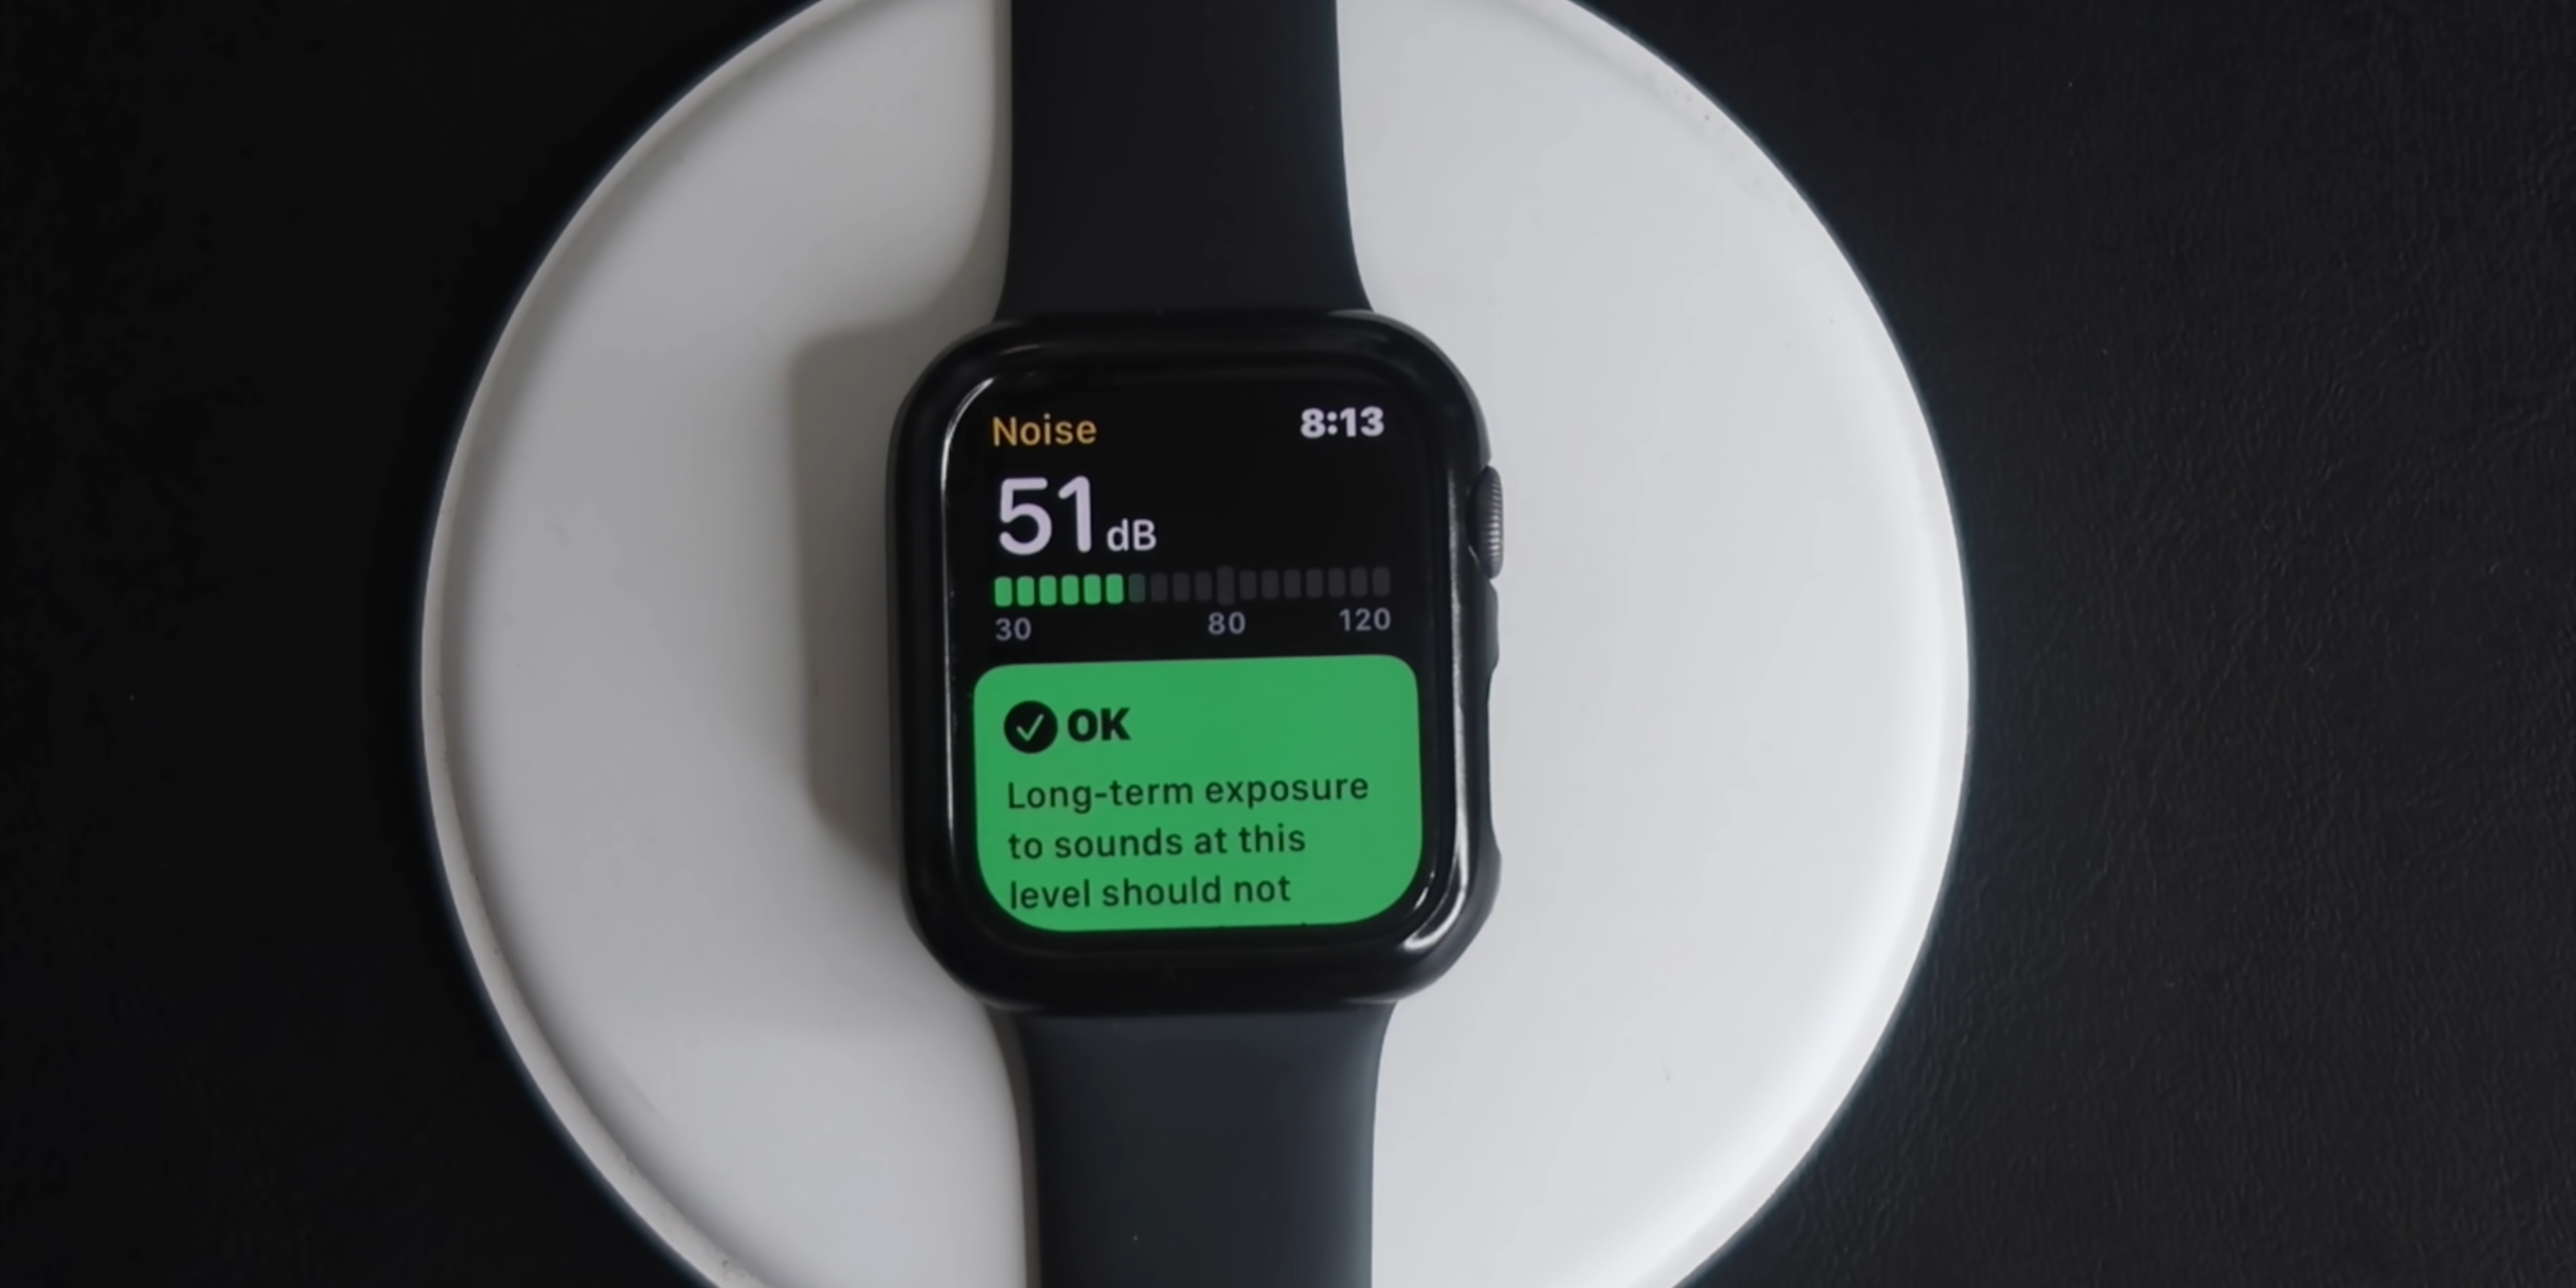 Noise 8:13
51 dB
30 80 120
OK
Long-term exposure
to sounds at this
level should not